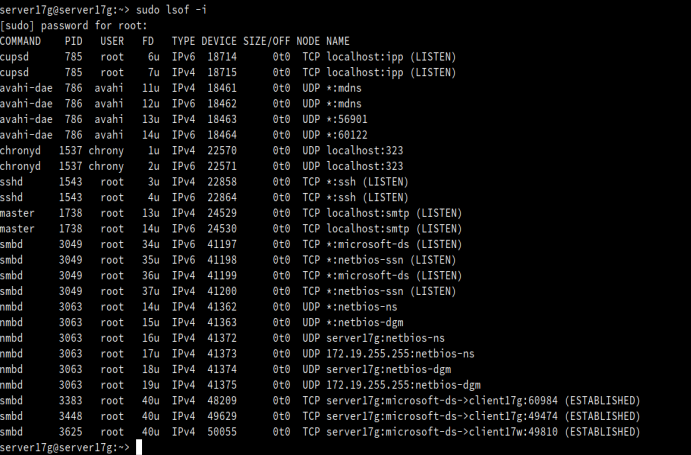 server17g@server17g:~> sudo lsof -i
[sudo] password for root:
COMMAND PID USER FD TYPE DEVICE SIZE/OFF NODE NAME
cupsd 785 root 6u IPv6 18714 0t0 TCP localhost:ipp (LISTEN)
cupsd 785 root 7u IPv4 18715 0t0 TCP localhost:ipp (LISTEN)
avahi-dae 786 avahi 11u IPv4 18461 0t0 UDP *:mdns
avahi-dae 786 avahi 12u IPv6 18462 0t0 UDP *:mdns
avahi-dae 786 avahi 13u IPv4 18463 0t0 UDP *:56901
avahi-dae 786 avahi 14u IPv6 18464 0t0 UDP *:60122
chronyd 1537 chrony 1u IPv4 22570 0t0 UDP localhost:323
chronyd 1537 chrony 2u IPv6 22571 0t0 UDP localhost:323
sshd 1543 root 3u IPv4 22858 0t0 TCP *:ssh (LISTEN)
sshd 1543 root 4u IPv6 22864 0t0 TCP *:ssh (LISTEN)
master 1738 root 13u IPv4 24529 0t0 TCP localhost:smtp (LISTEN)
master 1738 root 14u IPv6 24530 0t0 TCP localhost:smtp (LISTEN)
smbd 3049 root 34u IPv6 41197 0t0 TCP *:microsoft-ds (LISTEN)
smbd 3049 root 35u IPv6 41198 0t0 TCP *:netbios-ssn (LISTEN)
smbd 3049 root 36u IPv4 41199 0t0 TCP *:microsoft-ds (LISTEN)
smbd 3049 root 37u IPv4 41200 0t0 TCP *:netbios-ssn (LISTEN)
nmbd 3063 root 14u IPv4 41362 0t0 UDP *:netbios-ns
nmbd 3063 root 15u IPv4 41363 0t0 UDP *:netbios-dgm
nmbd 3063 root 16u IPv4 41372 0t0 UDP server17g:netbios-ns
nmbd 3063 root 17u IPv4 41373 0t0 UDP 172.19.255.255:netbios-ns
nmbd 3063 root 18u IPv4 41374 0t0 UDP server17g:netbios-dgm
nmbd 3063 root 19u IPv4 41375 0t0 UDP 172.19.255.255:netbios-dgm
smbd 3383 root 40u IPv4 48209 0t0 TCP server17g:microsoft-ds->client17g:60984 (ESTABLISHED)
smbd 3448 root 40u IPv4 49629 0t0 TCP server17g:microsoft-ds->client17g:49474 (ESTABLISHED)
smbd 3625 root 40u IPv4 50055 0t0 TCP server17g:microsoft-ds->client17w:49810 (ESTABLISHED)
server17g@server17g:~>